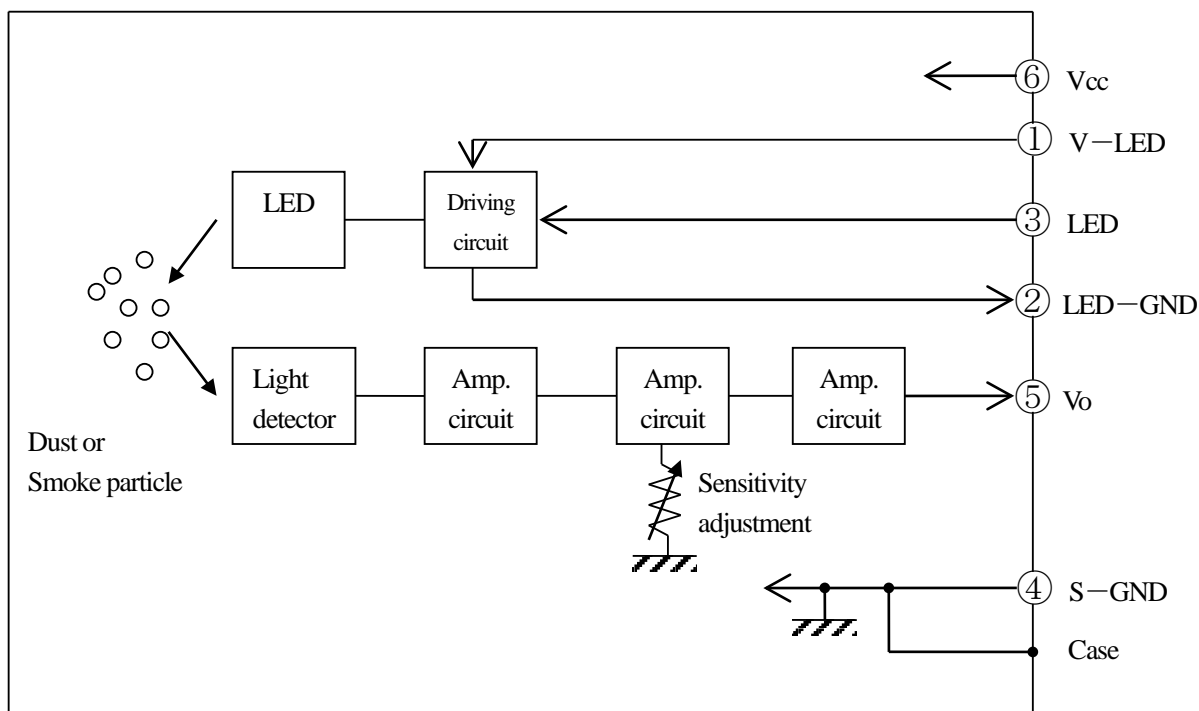 ⑥ Vcc
① V－LED
LED
Driving
circuit
③ LED
② LED－GND
Light
detector
Amp.
circuit
Amp.
circuit
Amp.
circuit
⑤ Vo
Dust or
Smoke particle
Sensitivity
adjustment
④ S－GND
Case